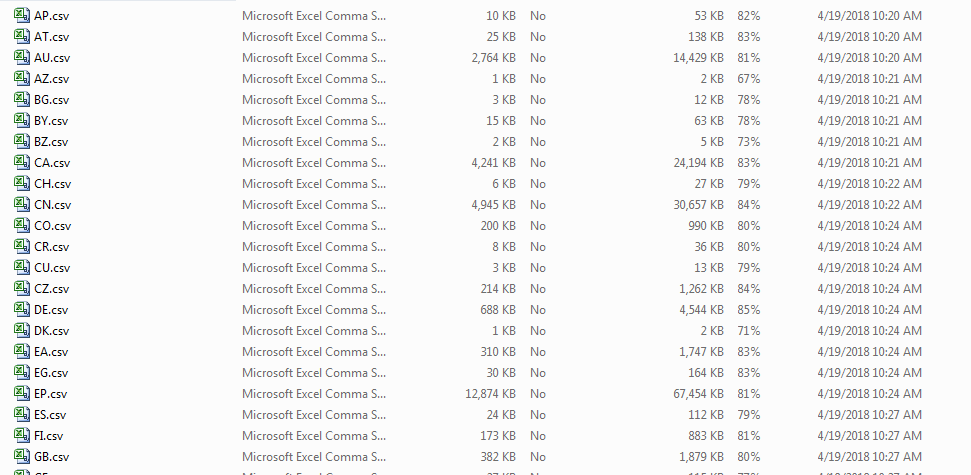 AP.csv Microsoft Excel Comma S... 10 KB No 53 KB 82% 4/19/2018 10:20 AM
AT.csv Microsoft Excel Comma S... 25 KB No 138 KB 83% 4/19/2018 10:20 AM
AU.csv Microsoft Excel Comma S... 2,764 KB No 14,429 KB 81% 4/19/2018 10:20 AM
AZ.csv Microsoft Excel Comma S... 1 KB No 2 KB 67% 4/19/2018 10:21 AM
BG.csv Microsoft Excel Comma S... 3 KB No 12 KB 78% 4/19/2018 10:21 AM
BY.csv Microsoft Excel Comma S... 15 KB No 63 KB 78% 4/19/2018 10:21 AM
BZ.csv Microsoft Excel Comma S... 2 KB No 5 KB 73% 4/19/2018 10:21 AM
CA.csv Microsoft Excel Comma S... 4,241 KB No 24,194 KB 83% 4/19/2018 10:21 AM
CH.csv Microsoft Excel Comma S... 6 KB No 27 KB 79% 4/19/2018 10:22 AM
CN.csv Microsoft Excel Comma S... 4,945 KB No 30,657 KB 84% 4/19/2018 10:22 AM
CO.csv Microsoft Excel Comma S... 200 KB No 990 KB 80% 4/19/2018 10:24 AM
CR.csv Microsoft Excel Comma S... 8 KB No 36 KB 80% 4/19/2018 10:24 AM
CU.csv Microsoft Excel Comma S... 3 KB No 13 KB 79% 4/19/2018 10:24 AM
CZ.csv Microsoft Excel Comma S... 214 KB No 1,262 KB 84% 4/19/2018 10:24 AM
DE.csv Microsoft Excel Comma S... 688 KB No 4,544 KB 85% 4/19/2018 10:24 AM
DK.csv Microsoft Excel Comma S... 1 KB No 2 KB 71% 4/19/2018 10:24 AM
EA.csv Microsoft Excel Comma S... 310 KB No 1,747 KB 83% 4/19/2018 10:24 AM
EG.csv Microsoft Excel Comma S... 30 KB No 164 KB 83% 4/19/2018 10:24 AM
EP.csv Microsoft Excel Comma S... 12,874 KB No 67,454 KB 81% 4/19/2018 10:24 AM
ES.csv Microsoft Excel Comma S... 24 KB No 112 KB 79% 4/19/2018 10:27 AM
FI.csv Microsoft Excel Comma S... 173 KB No 883 KB 81% 4/19/2018 10:27 AM
GB.csv Microsoft Excel Comma S... 382 KB No 1,879 KB 80% 4/19/2018 10:27 AM